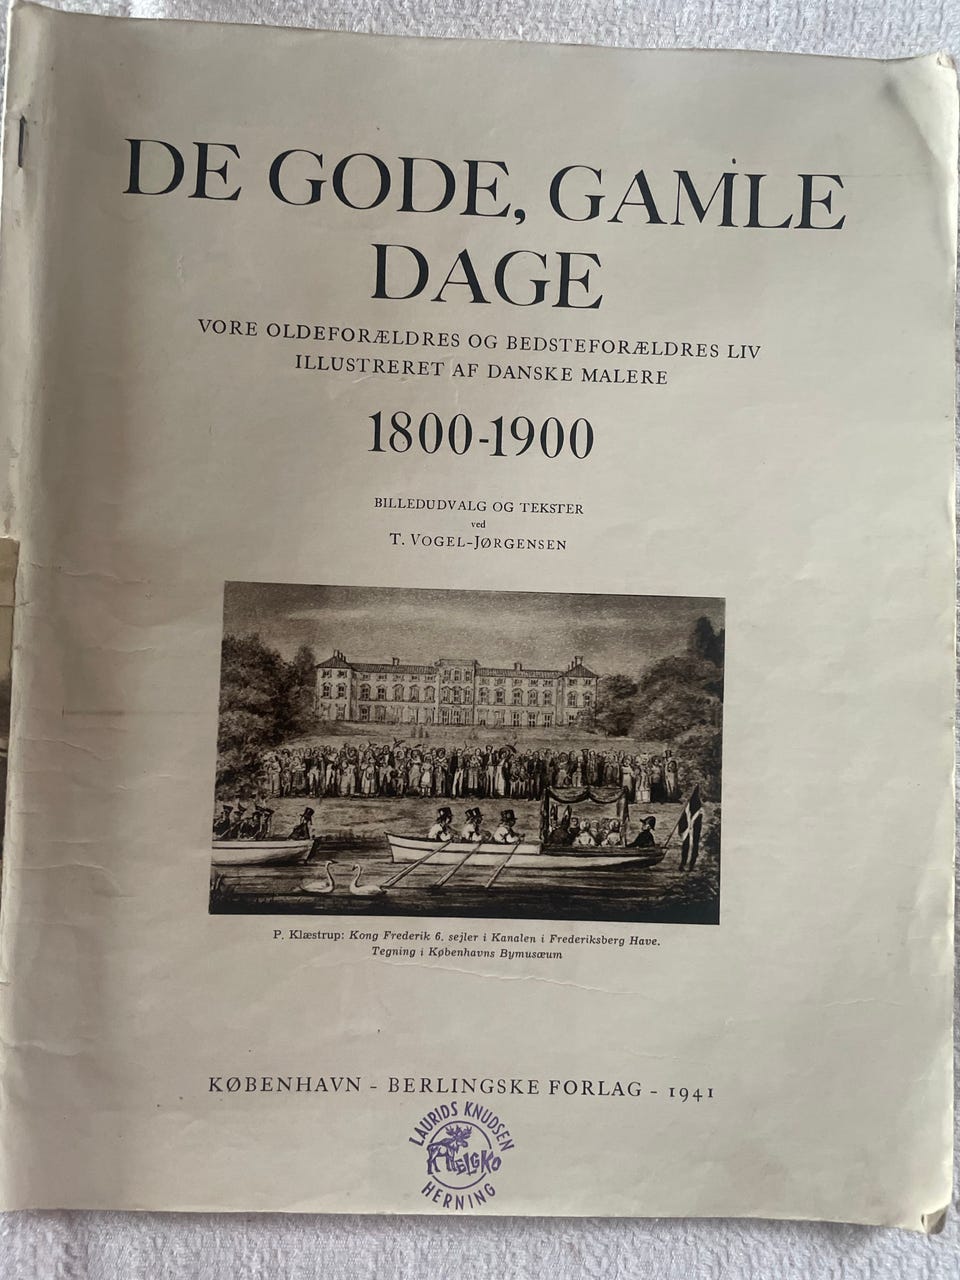 DE GODE, GAMLE
DAGE
VORE OLDEFORÆLDRES OG BEDSTEFORÆLDRES LIV
ILLUSTRERET AF DANSKE MALERE
1800-1900
BILLEDUDVALG OG TEKSTER
ved
T. VOGEL-JØRGENSEN
P. Klæstrup: Kong Frederik 6. sejler i Kanalen i Frederiksberg Have.
Tegning i Københavns Bymusæum
KØBENHAVN - BERLINGSKE FORLAG - 1941
LAURIDS KNUDSEN
ELGKO
HERNING